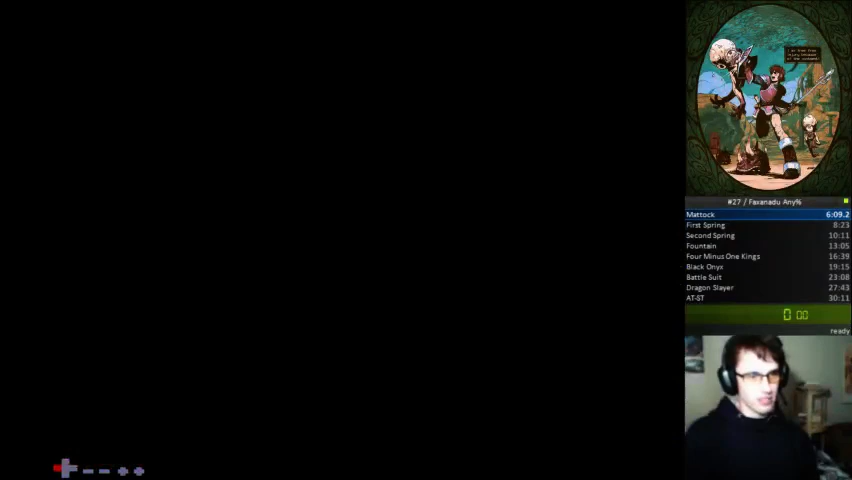 #27 / Faxanadu Any%
Mattock 6:09.2
First Spring 8:23
Second Spring 10:11
Fountain 13:05
Four Minus One Kings 16:39
Black Onyx 19:15
Battle Suit 23:08
Dragon Slayer 27:43
AT-ST 30:11
0 00
ready